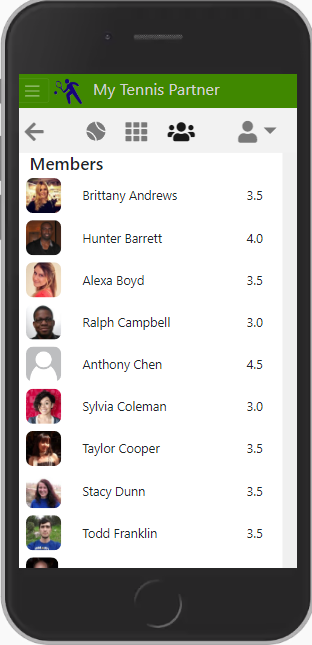 My Tennis Partner
Members
Brittany Andrews 3.5
Hunter Barrett 4.0
Alexa Boyd 3.5
Ralph Campbell 3.0
Anthony Chen 4.5
Sylvia Coleman 3.0
Taylor Cooper 3.5
Stacy Dunn 3.5
Todd Franklin 3.5